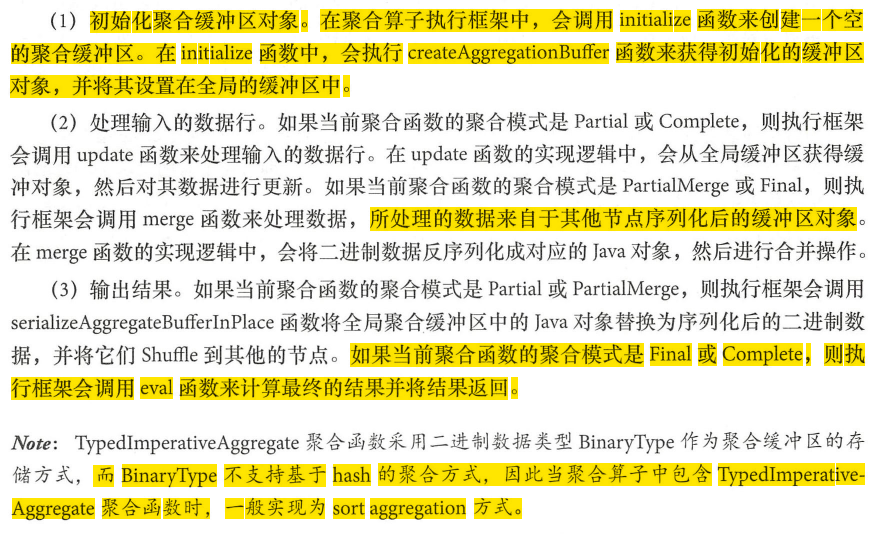 （1）初始化聚合缓冲区对象。在聚合算子执行框架中，会调用 initialize 函数来创建一个空
的聚合缓冲区。在 initialize 函数中，会执行 createAggregationBuffer 函数来获得初始化的缓冲区
对象，并将其设置在全局的缓冲区中。
（2）处理输入的数据行。如果当前聚合函数的聚合模式是 Partial 或 Complete，则执行框架
会调用 update 函数来处理输入的数据行。在 update 函数的实现逻辑中，会从全局缓冲区获得缓
冲对象，然后对其数据进行更新。如果当前聚合函数的聚合模式是 PartialMerge 或 Final，则执
行框架会调用 merge 函数来处理数据，所处理的数据来自于其他节点序列化后的缓冲区对象。
在 merge 函数的实现逻辑中，会将二进制数据反序列化成对应的 Java 对象，然后进行合并操作。
（3）输出结果。如果当前聚合函数的聚合模式是 Partial 或 PartialMerge，则执行框架会调用
serializeAggregateBufferInPlace 函数将全局聚合缓冲区中的 Java 对象替换为序列化后的二进制数
据，并将它们 Shuffle 到其他的节点。如果当前聚合函数的聚合模式是 Final 或 Complete，则执
行框架会调用 eval 函数来计算最终的结果并将结果返回。
Note： TypedImperativeAggregate 聚合函数采用二进制数据类型 BinaryType 作为聚合缓冲区的存
储方式，而 BinaryType 不支持基于 hash 的聚合方式，因此当聚合算子中包含 TypedImperative-
Aggregate 聚合函数时，一般实现为 sort aggregation 方式。